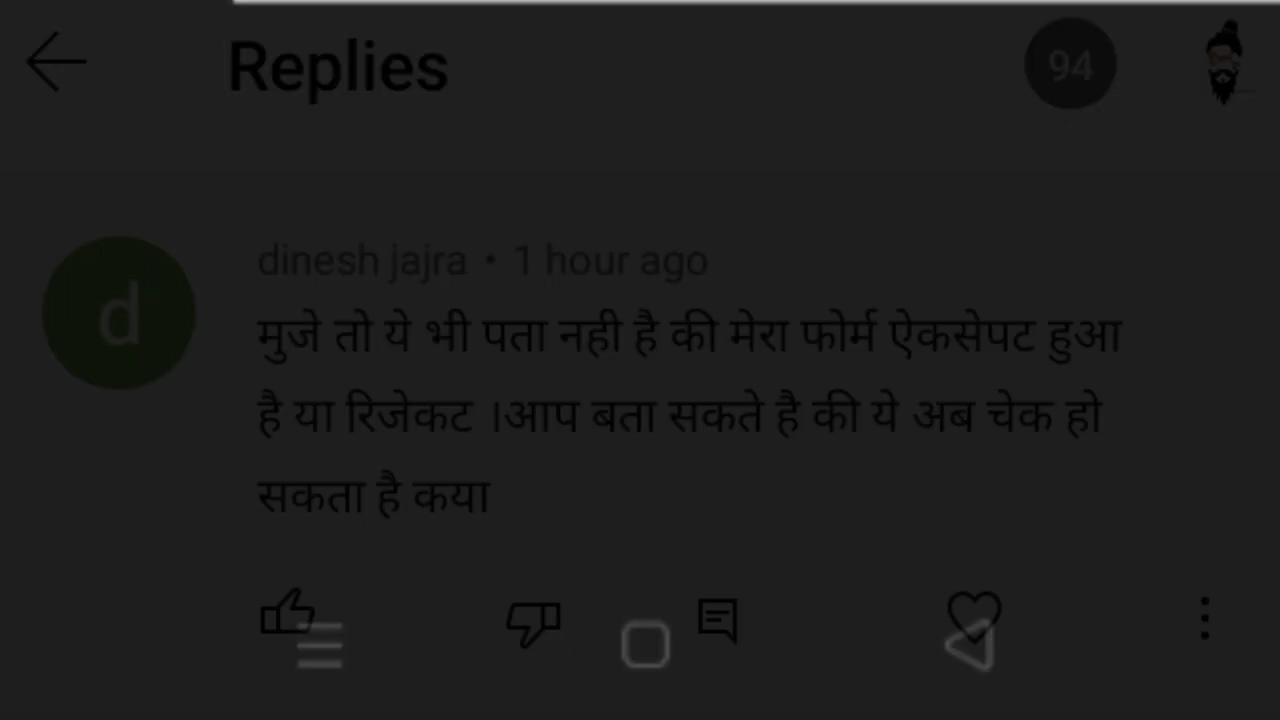 Replies
94
d
dinesh jajra • 1 hour ago
मुजे तो ये भी पता नही है की मेरा फोर्म ऐकसेपट हुआ
है या रिजेकट ।आप बता सकते है की ये अब चेक हो
सकता है कया